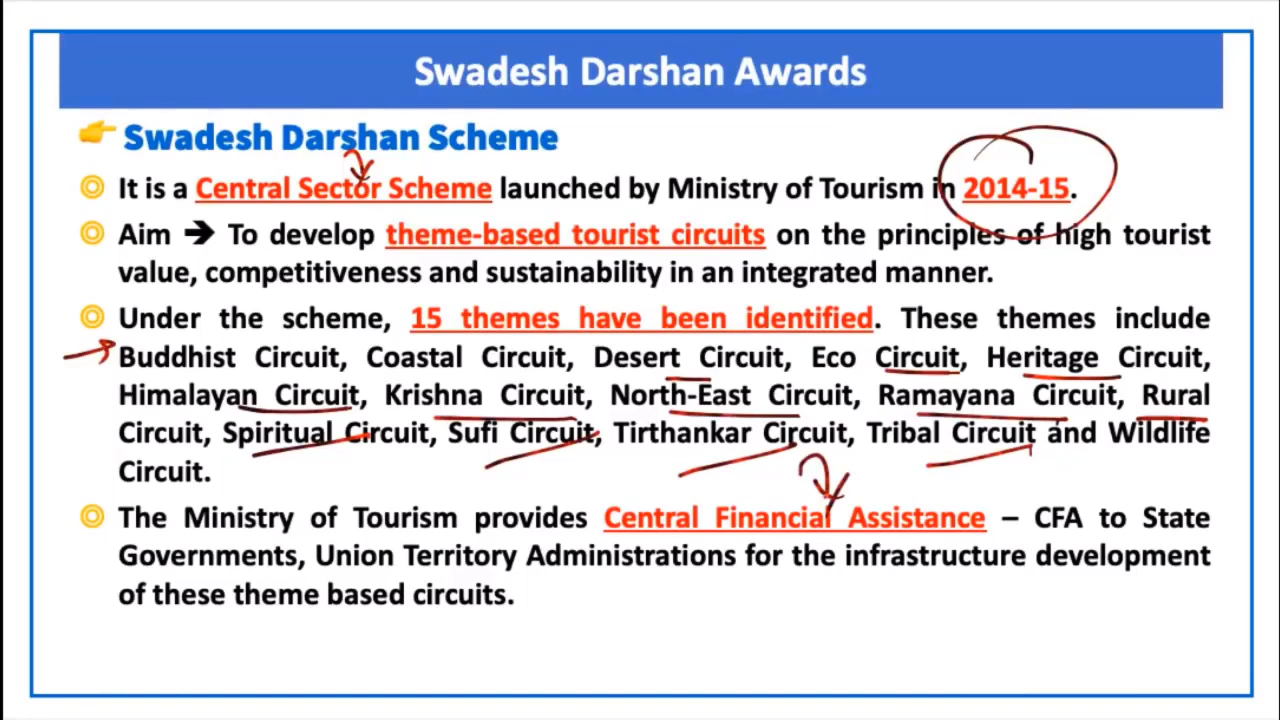 Swadesh Darshan Awards
Swadesh Darshan Scheme
It is a Central Sector Scheme launched by Ministry of Tourism in 2014-15.
Aim ➔ To develop theme-based tourist circuits on the principles of high tourist
value, competitiveness and sustainability in an integrated manner.
Under the scheme, 15 themes have been identified. These themes include
Buddhist Circuit, Coastal Circuit, Desert Circuit, Eco Circuit, Heritage Circuit,
Himalayan Circuit, Krishna Circuit, North-East Circuit, Ramayana Circuit, Rural
Circuit, Spiritual Circuit, Sufi Circuit, Tirthankar Circuit, Tribal Circuit and Wildlife
Circuit.
The Ministry of Tourism provides Central Financial Assistance – CFA to State
Governments, Union Territory Administrations for the infrastructure development
of these theme based circuits.